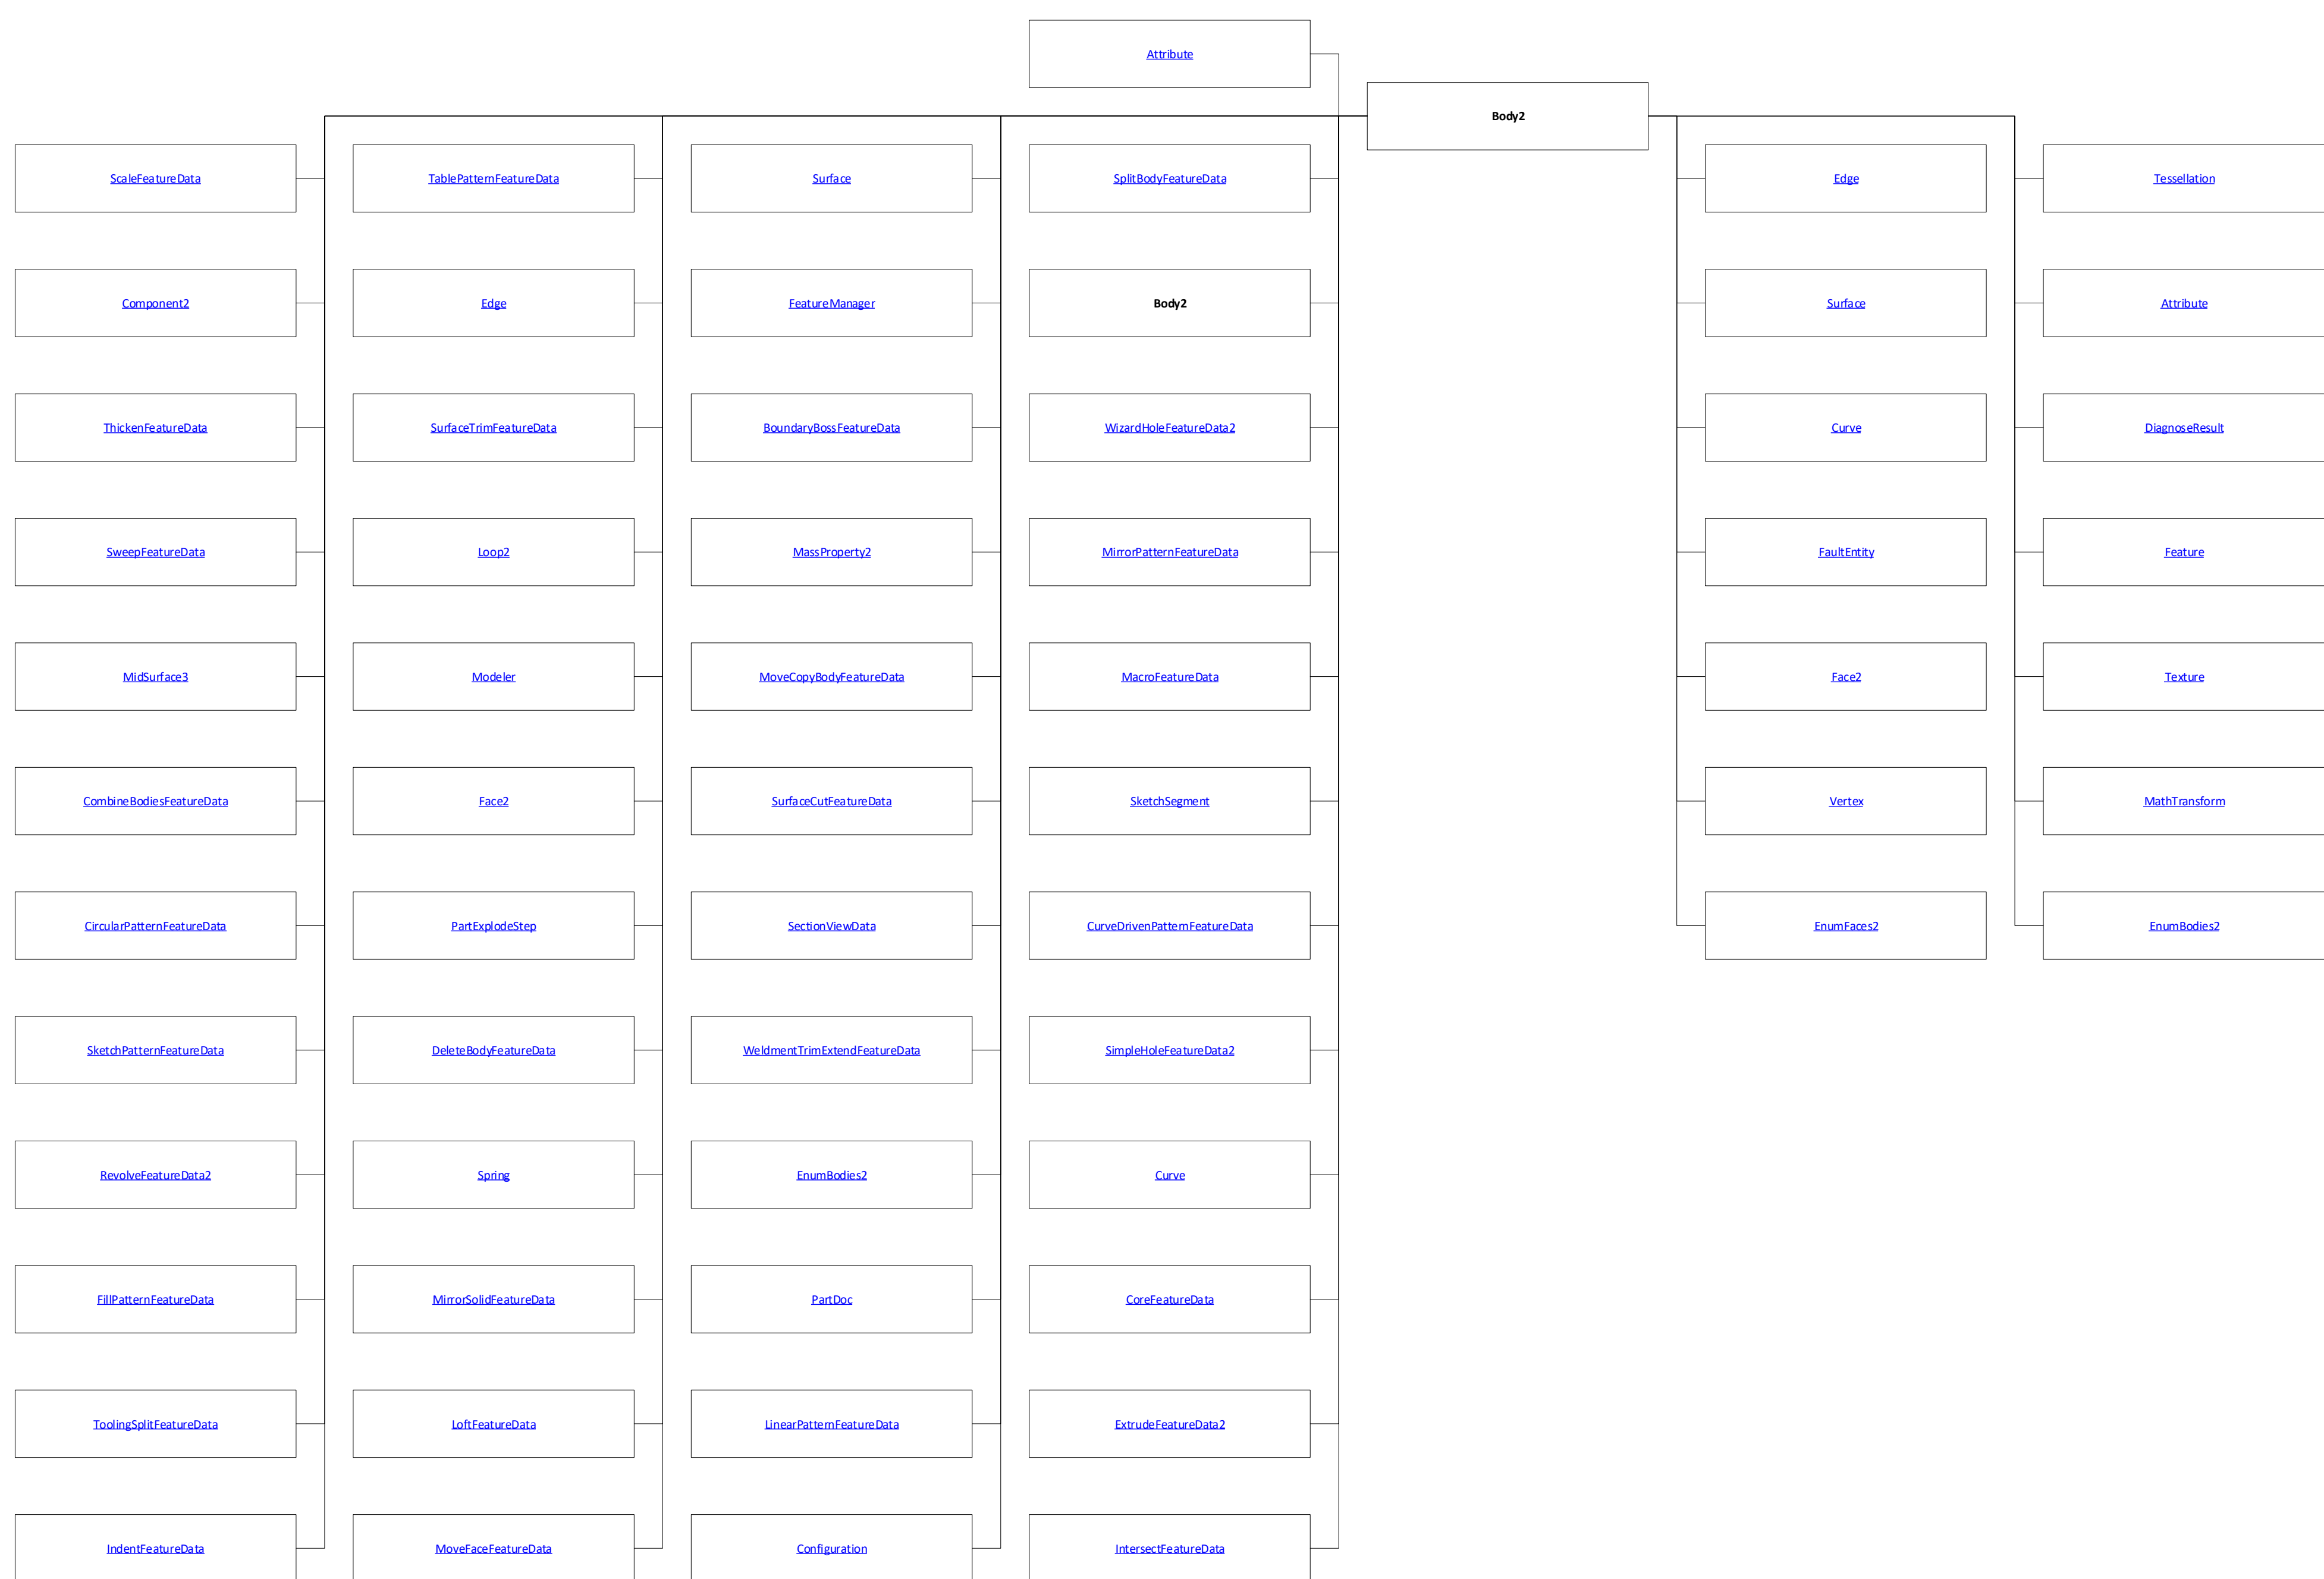 Attribute
Body2
ScaleFeatureData
TablePatternFeatureData
Surface
SplitBodyFeatureData
Edge
Tessellation
Component2
Edge
FeatureManager
Body2
Surface
Attribute
ThickenFeatureData
SurfaceTrimFeatureData
BoundaryBossFeatureData
WizardHoleFeatureData2
Curve
DiagnoseResult
SweepFeatureData
Loop2
MassProperty2
MirrorPatternFeatureData
FaultEntity
Feature
MidSurface3
Modeler
MoveCopyBodyFeatureData
MacroFeatureData
Face2
Texture
CombineBodiesFeatureData
Face2
SurfaceCutFeatureData
SketchSegment
Vertex
MathTransform
CircularPatternFeatureData
PartExplodeStep
SectionViewData
CurveDrivenPatternFeatureData
EnumFaces2
EnumBodies2
SketchPatternFeatureData
DeleteBodyFeatureData
WeldmentTrimExtendFeatureData
SimpleHoleFeatureData2
RevolveFeatureData2
Spring
EnumBodies2
Curve
FillPatternFeatureData
MirrorSolidFeatureData
PartDoc
CoreFeatureData
ToolingSplitFeatureData
LoftFeatureData
LinearPatternFeatureData
ExtrudeFeatureData2
IndentFeatureData
MoveFaceFeatureData
Configuration
IntersectFeatureData